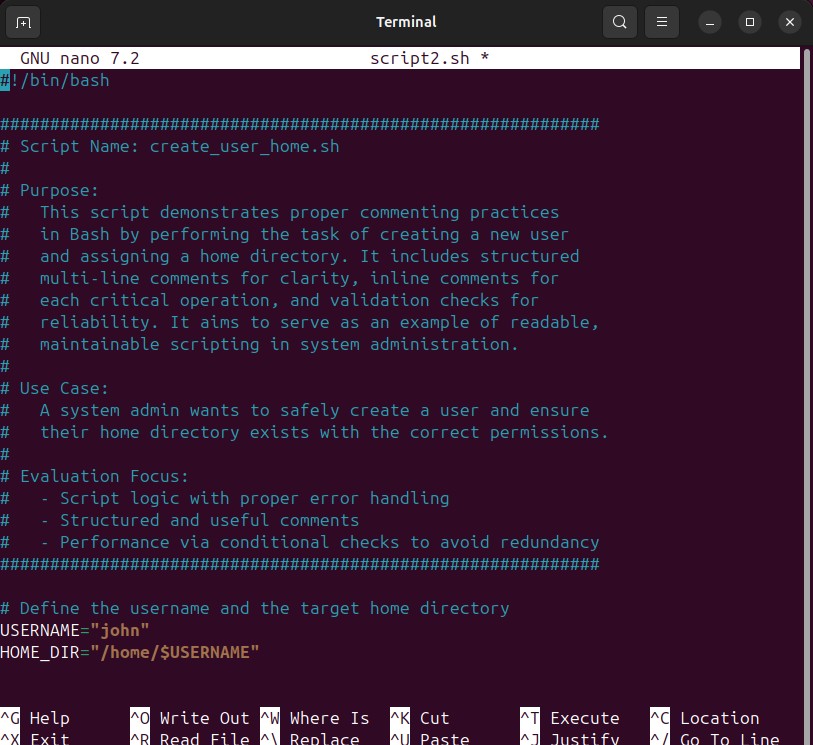 Terminal
GNU nano 7.2 script2.sh *
#!/bin/bash
############################################################
# Script Name: create_user_home.sh
#
# Purpose:
#   This script demonstrates proper commenting practices
#   in Bash by performing the task of creating a new user
#   and assigning a home directory. It includes structured
#   multi-line comments for clarity, inline comments for
#   each critical operation, and validation checks for
#   reliability. It aims to serve as an example of readable,
#   maintainable scripting in system administration.
#
# Use Case:
#   A system admin wants to safely create a user and ensure
#   their home directory exists with the correct permissions.
#
# Evaluation Focus:
#   - Script logic with proper error handling
#   - Structured and useful comments
#   - Performance via conditional checks to avoid redundancy
############################################################
# Define the username and the target home directory
USERNAME="john"
HOME_DIR="/home/$USERNAME"
^G Help ^O Write Out ^W Where Is ^K Cut ^T Execute ^C Location
^X Exit ^R Read File ^\ Replace ^U Paste ^J Justify ^/ Go To Line